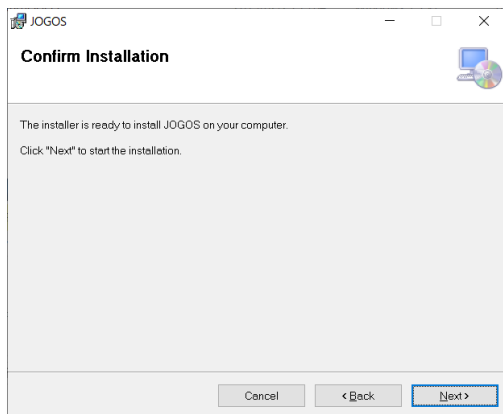 JOGOS
Confirm Installation
The installer is ready to install JOGOS on your computer.
Click "Next" to start the installation.
Cancel
< Back
Next >